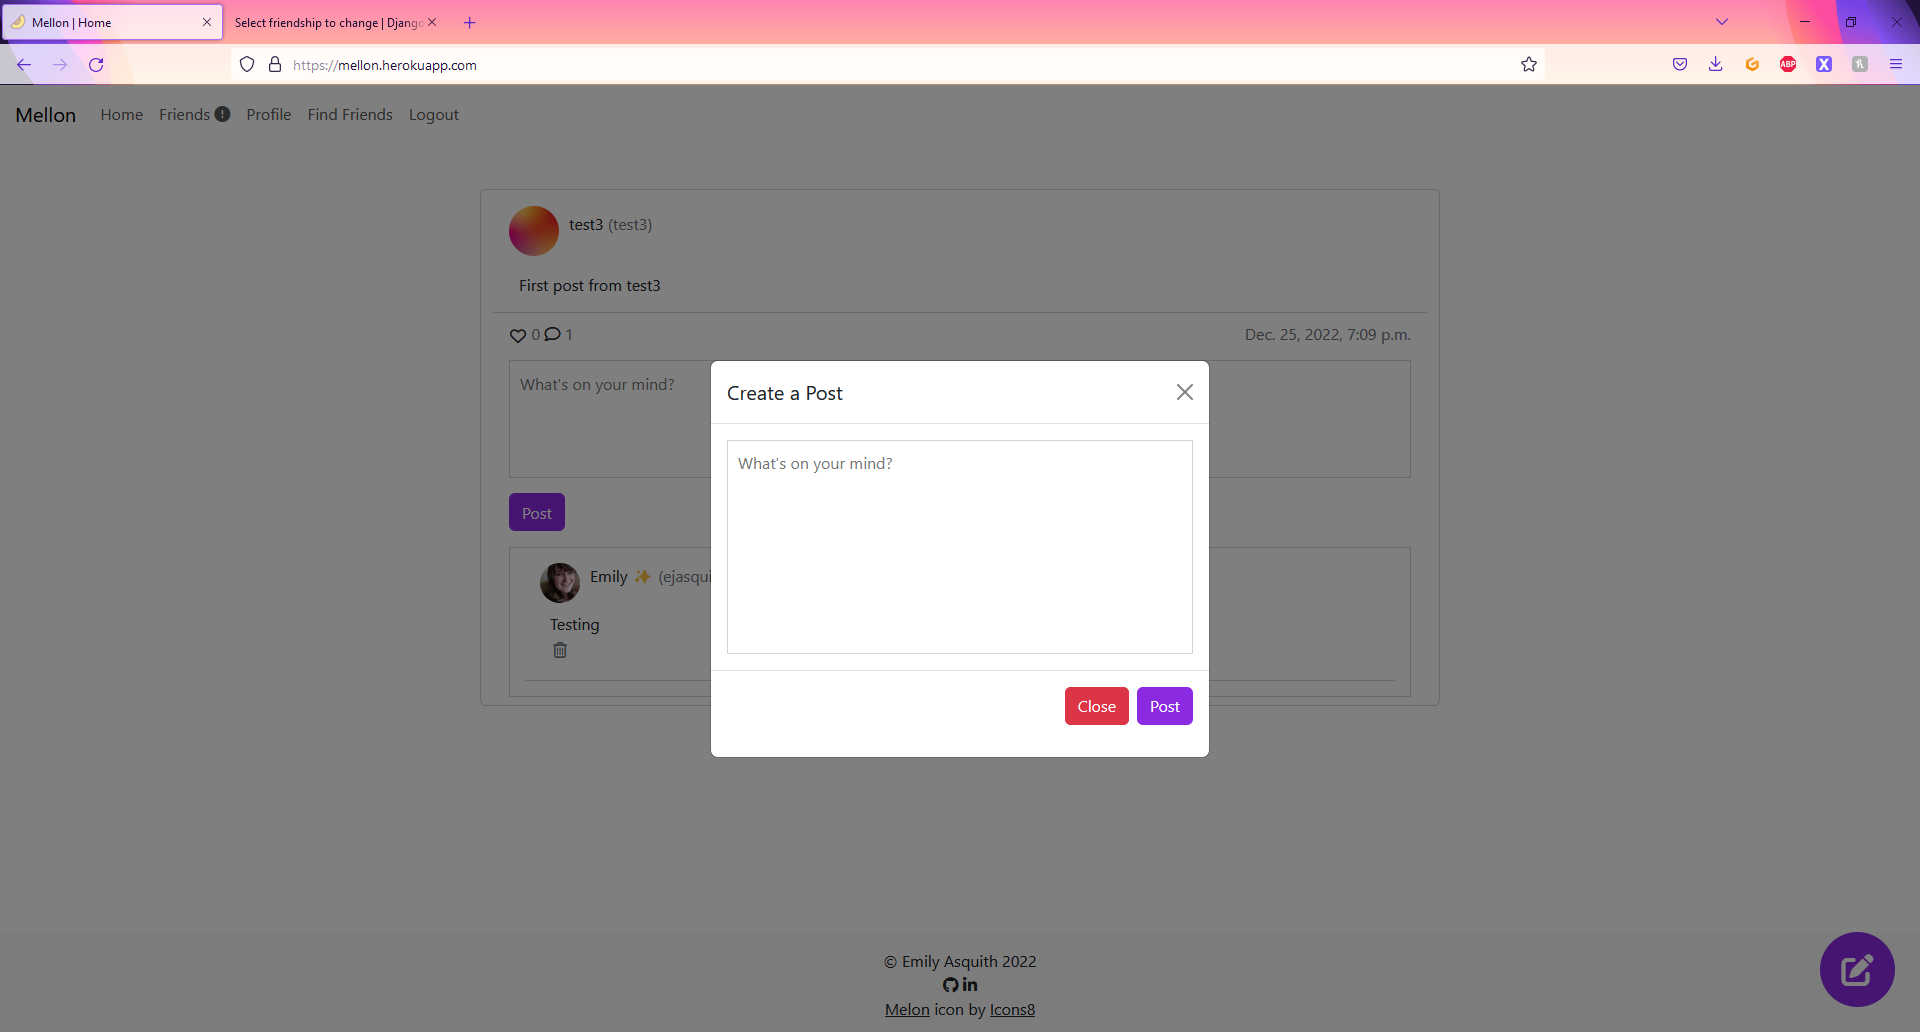 Mellon | Home
Select friendship to change | Django
https://mellon.herokuapp.com
ABP
Mellon Home Friends Profile Find Friends Logout
test3 (test3)
First post from test3
0 1 Dec. 25, 2022, 7:09 p.m.
What's on your mind?
Post
Emily ✨ (ejasqui
Testing
Create a Post
What's on your mind?
Close Post
© Emily Asquith 2022
in
Melon icon by Icons8